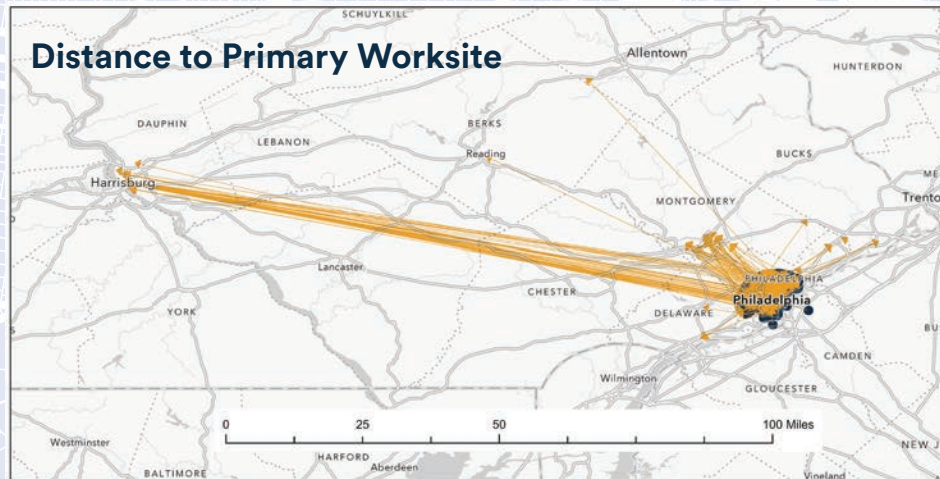 SCHUYLKILL
Distance to Primary Worksite
Allentown
HUNTERDON
DAUPHIN
BERKS
LEBANON
Reading
BUCKS
Harrisburg
MONTGOMERY
Trento
PHILADELPHIA
Lancaster
CHESTER
Philadelphia
YORK
DELAWARE
CAMDEN
Wilmington
GLOUCESTER
0 25 50 100 Miles
Westminster
HARFORD
NEW J
BALTIMORE
Aberdeen
Vineland